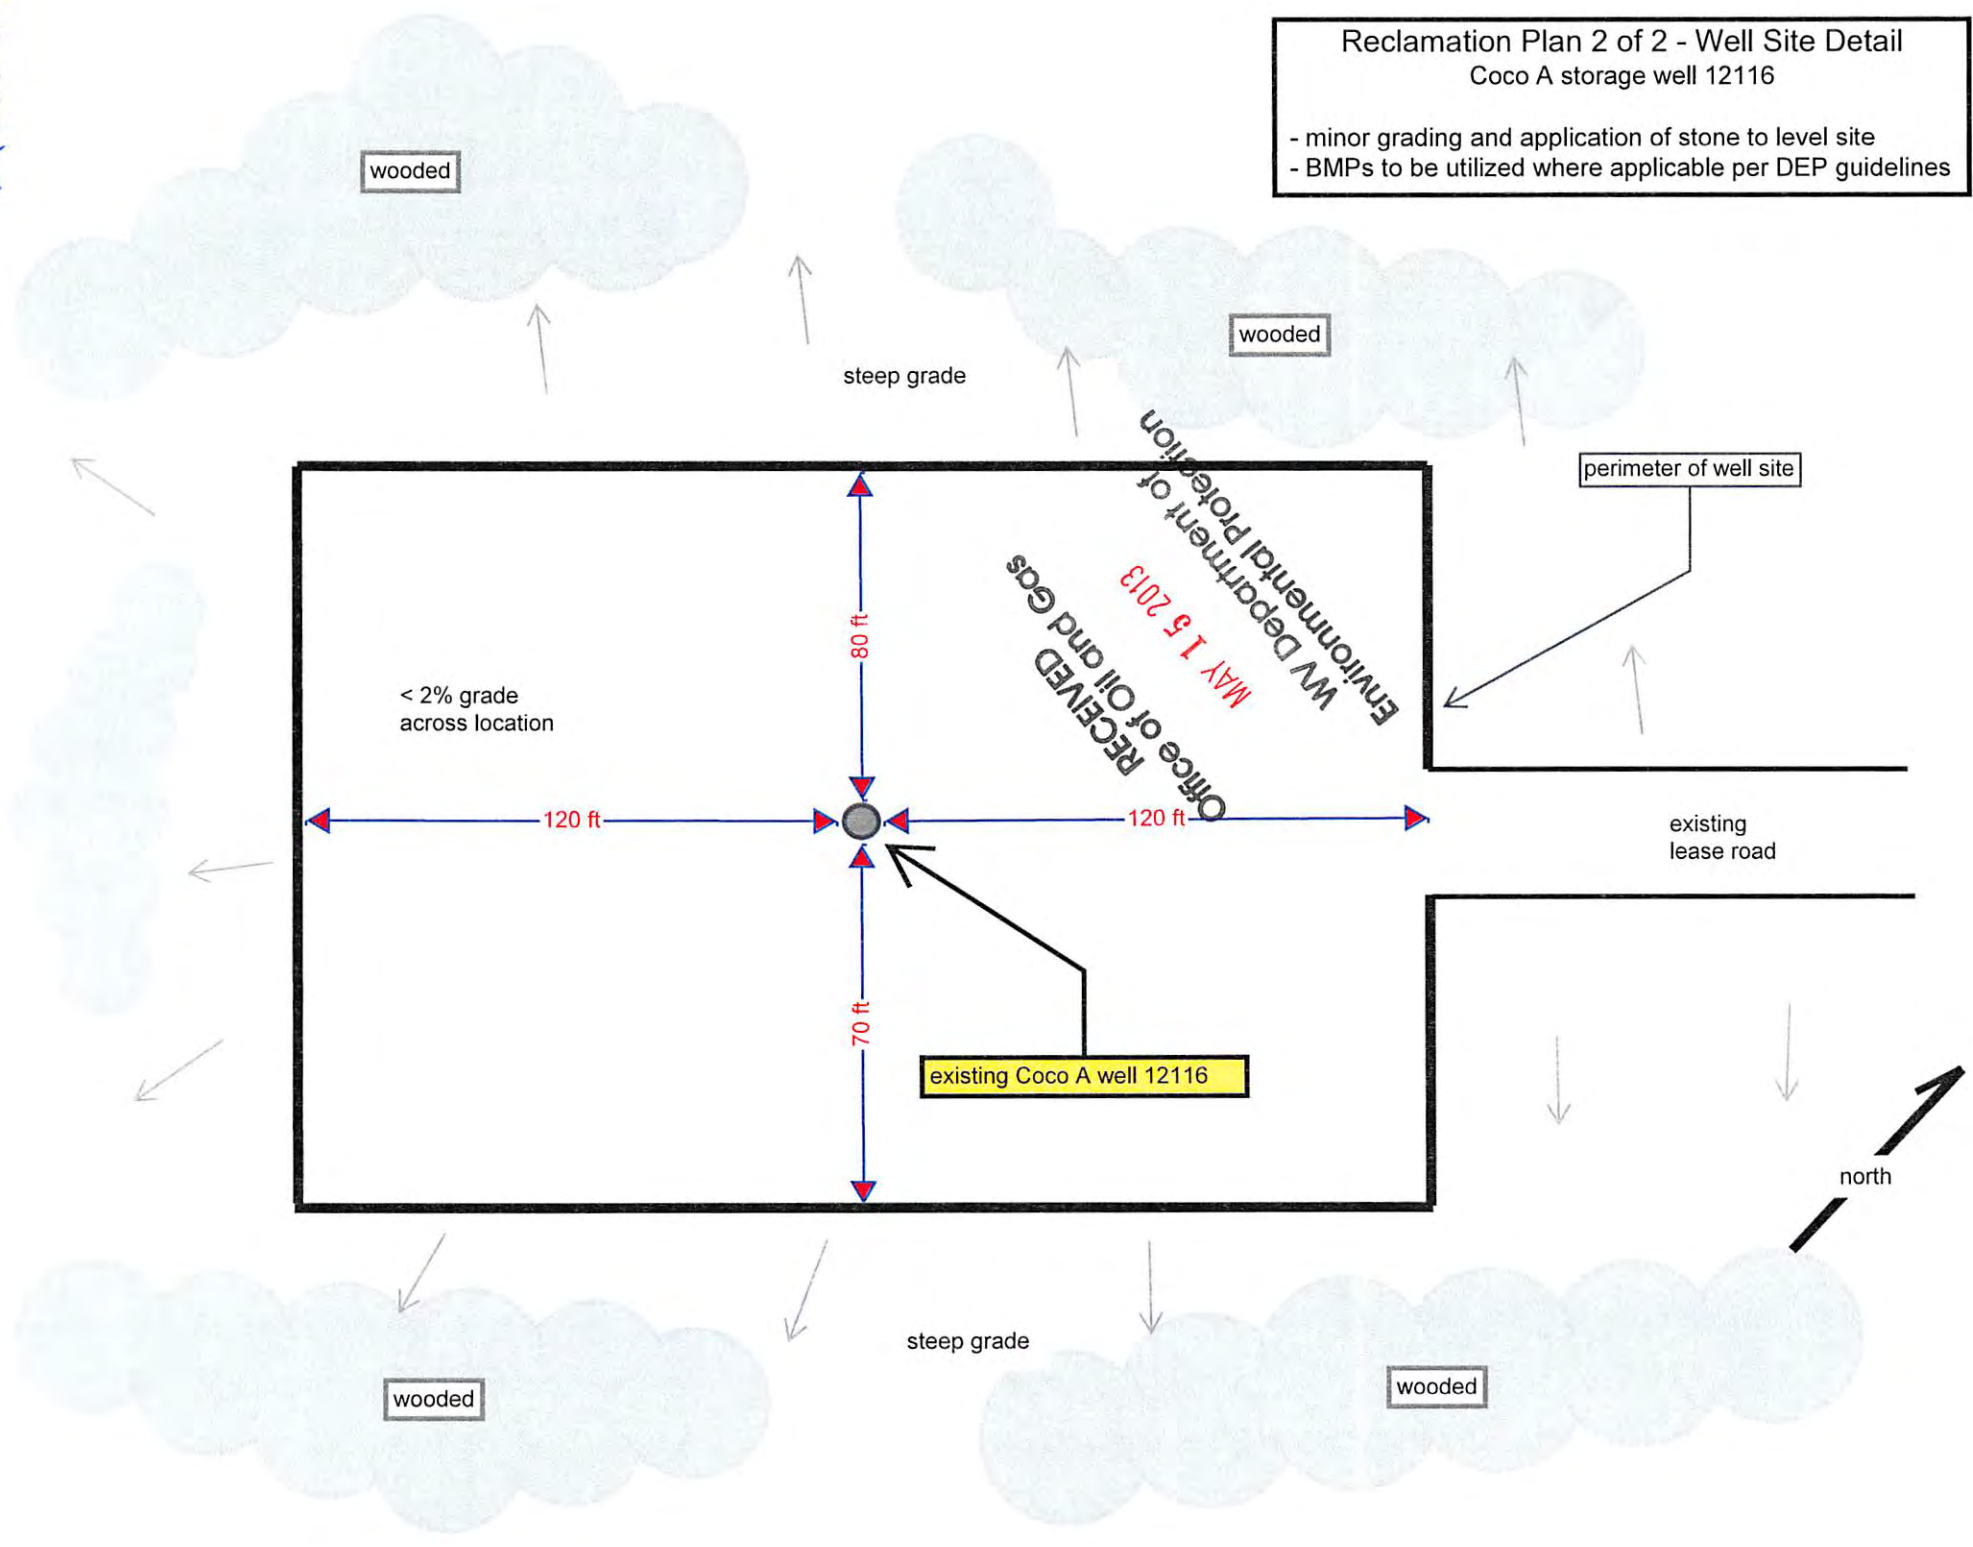 Reclamation Plan 2 of 2 - Well Site Detail
Coco A storage well 12116
- minor grading and application of stone to level site
- BMPs to be utilized where applicable per DEP guidelines
wooded
wooded
steep grade
perimeter of well site
80 ft
< 2% grade
across location
RECEIVED
Office of Oil and Gas
MAY 15 2013
WV Department of
Environmental Protection
120 ft
120 ft
existing
lease road
70 ft
existing Coco A well 12116
north
steep grade
wooded
wooded